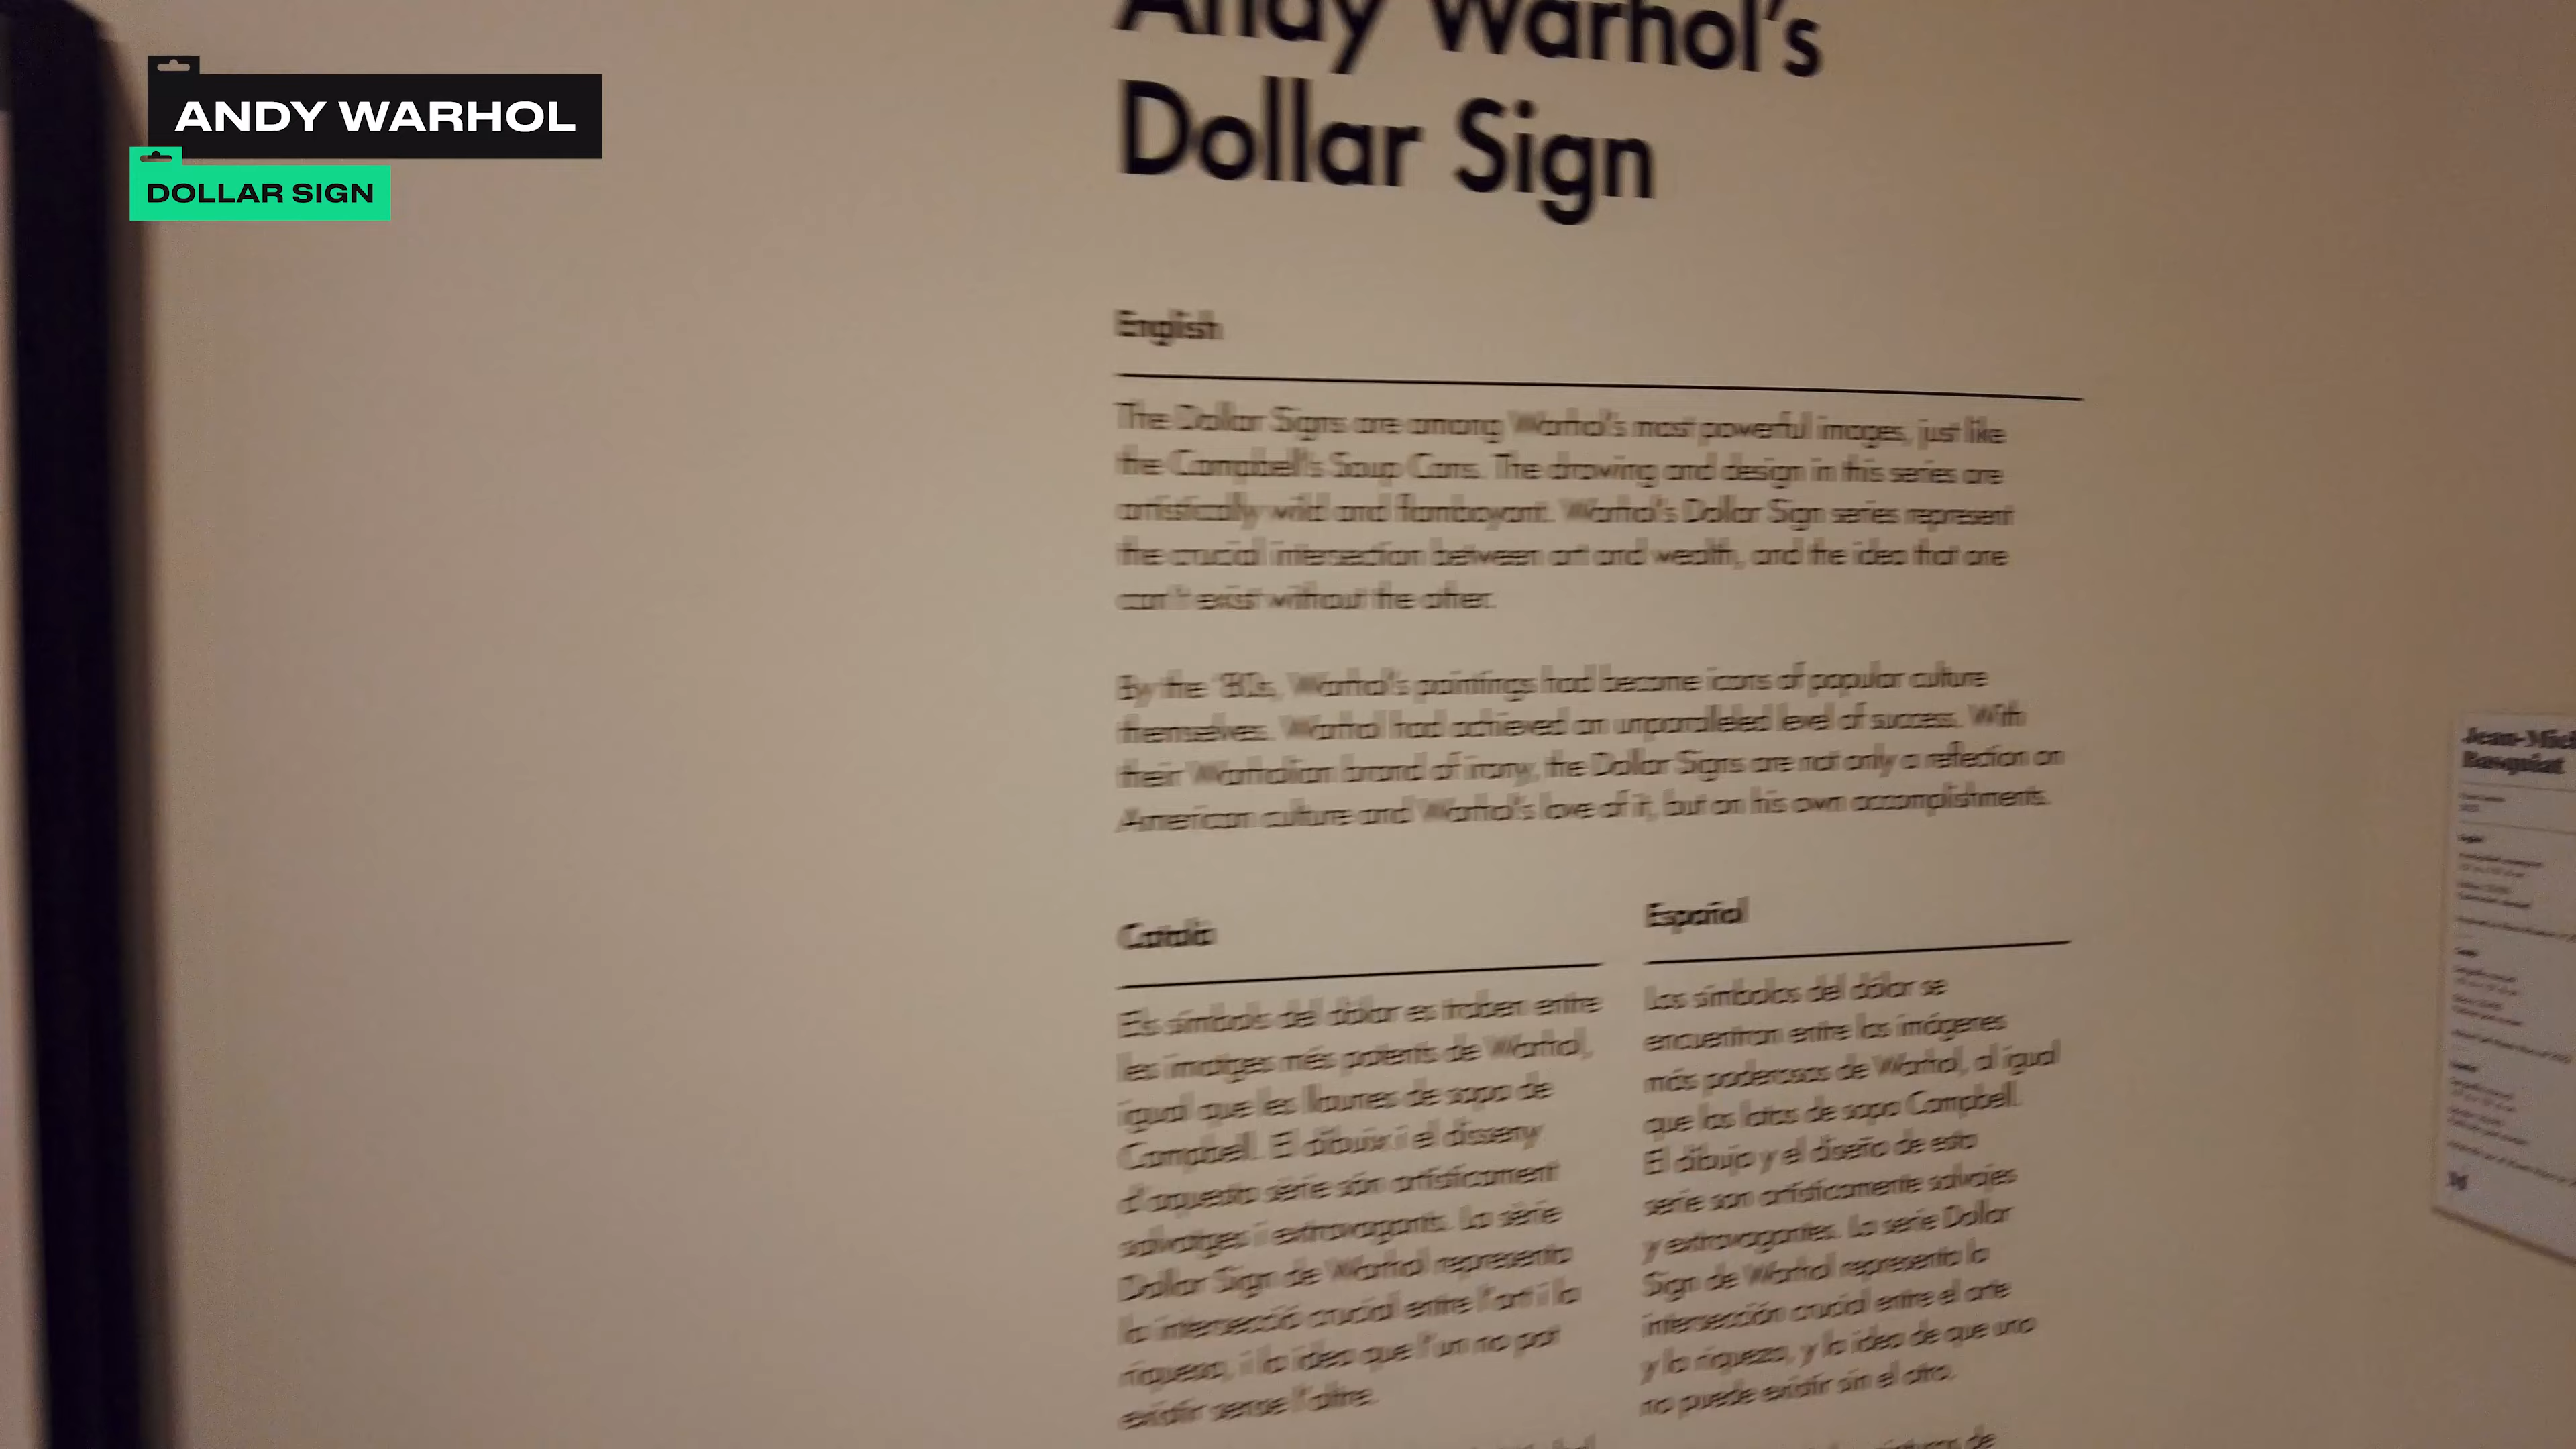 ANDY WARHOL
DOLLAR SIGN
Andy Warhol's
Dollar Sign
English
The Dollar Signs are among Warhol's most powerful images, just like
the Campbell's Soup Cans. The drawing and design in this series are
artistically wild and flamboyant. Warhol's Dollar Sign series represent
the crucial intersection between art and wealth, and the idea that one
can't exist without the other.
By the '80s, Warhol's paintings had become icons of popular culture
themselves. Warhol had achieved an unparalleled level of success. With
their Warholian brand of irony, the Dollar Signs are not only a reflection on
American culture and Warhol's love of it, but on his own accomplishments.
Català
Els símbols del dòlar es troben entre
les imatges més potents de Warhol,
igual que les llaunes de sopa de
Campbell. El dibuix i el disseny
d'aquesta sèrie són artísticament
salvatges i extravagants. La sèrie
Dollar Sign de Warhol representa
la intersecció crucial entre l'art i la
riquesa, i la idea que l'un no pot
existir sense l'altre.
Español
Los símbolos del dólar se
encuentran entre las imágenes
más poderosas de Warhol, al igual
que las latas de sopa Campbell.
El dibujo y el diseño de esta
serie son artísticamente salvajes
y extravagantes. La serie Dollar
Sign de Warhol representa la
intersección crucial entre el arte
y la riqueza, y la idea de que uno
no puede existir sin el otro.
Basquiat